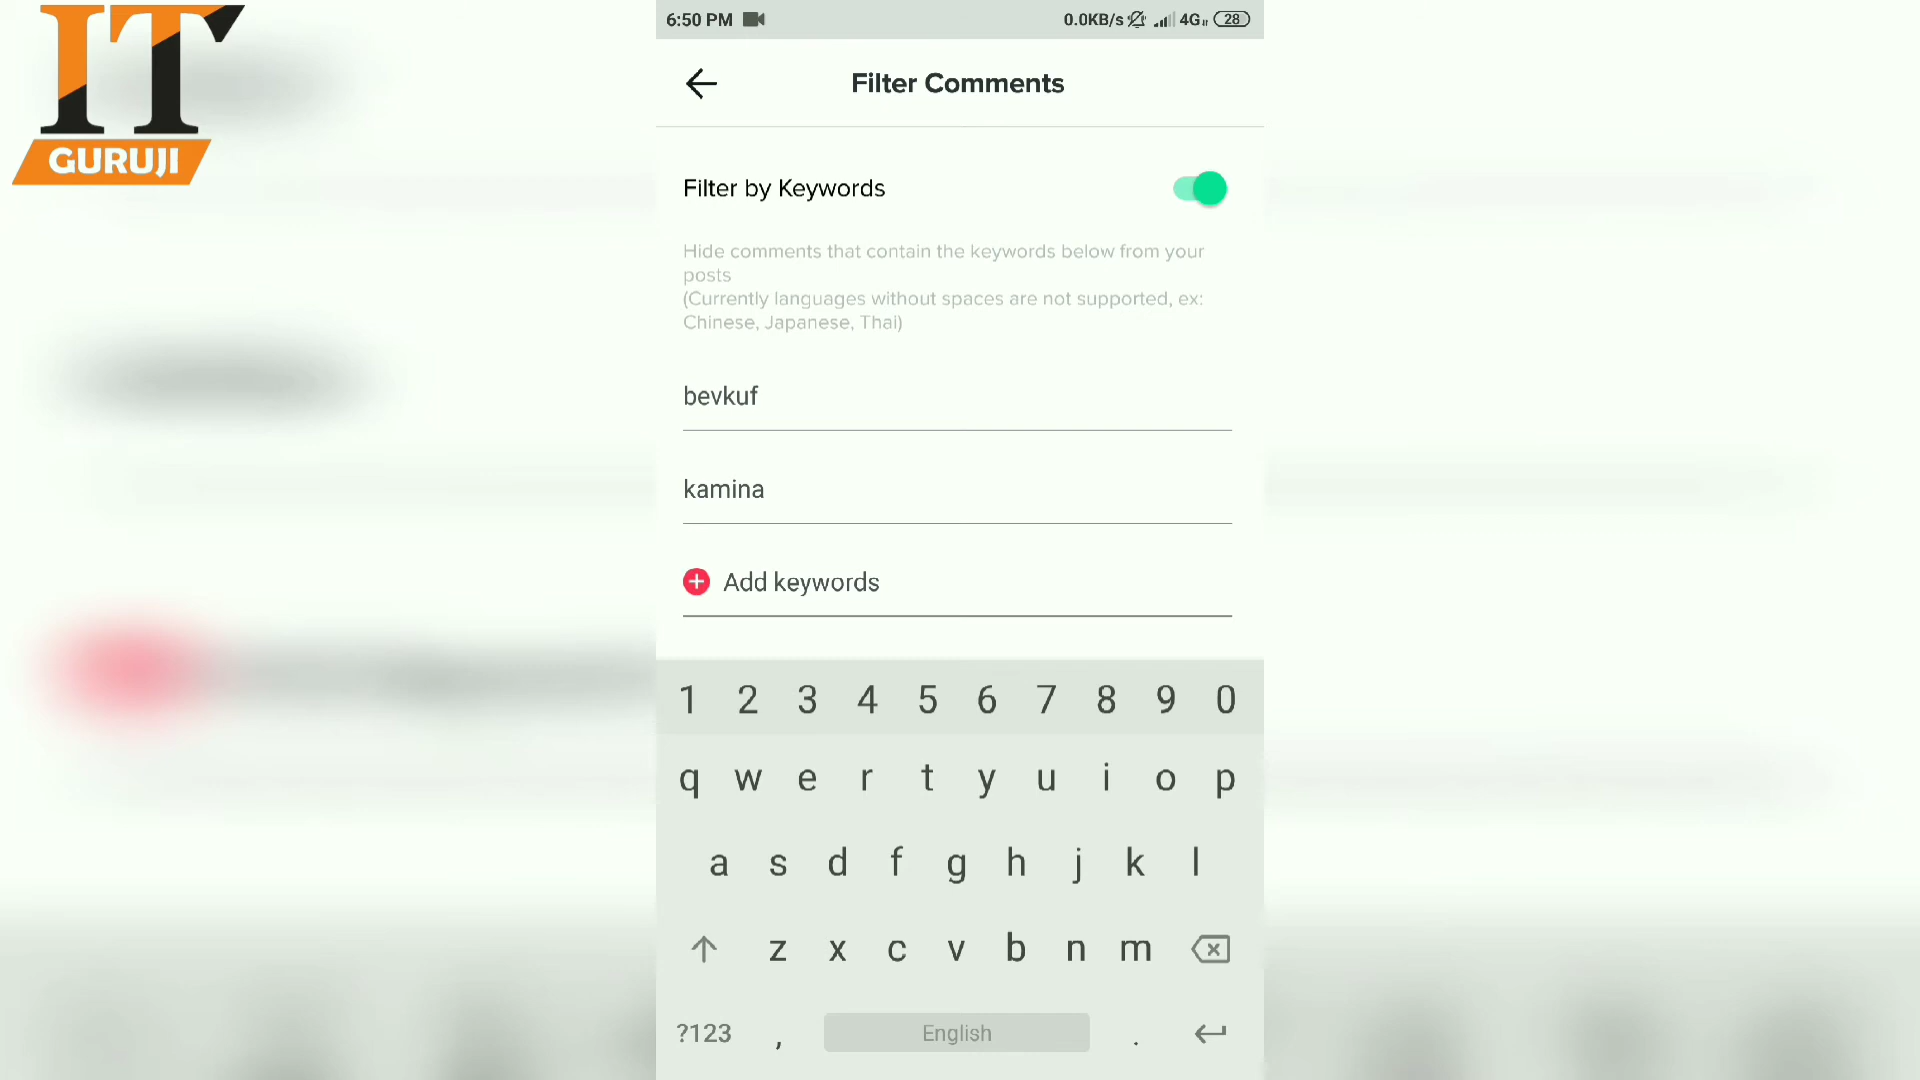 IT
GURUJI
6:50 PM
0.0KB/s 4G 28
Filter Comments
Filter by Keywords
Hide comments that contain the keywords below from your
posts
(Currently languages without spaces are not supported, ex:
Chinese, Japanese, Thai)
bevkuf
kamina
Add keywords
1 2 3 4 5 6 7 8 9 0
q w e r t y u i o p
a s d f g h j k l
z x c v b n m
?123 , English .